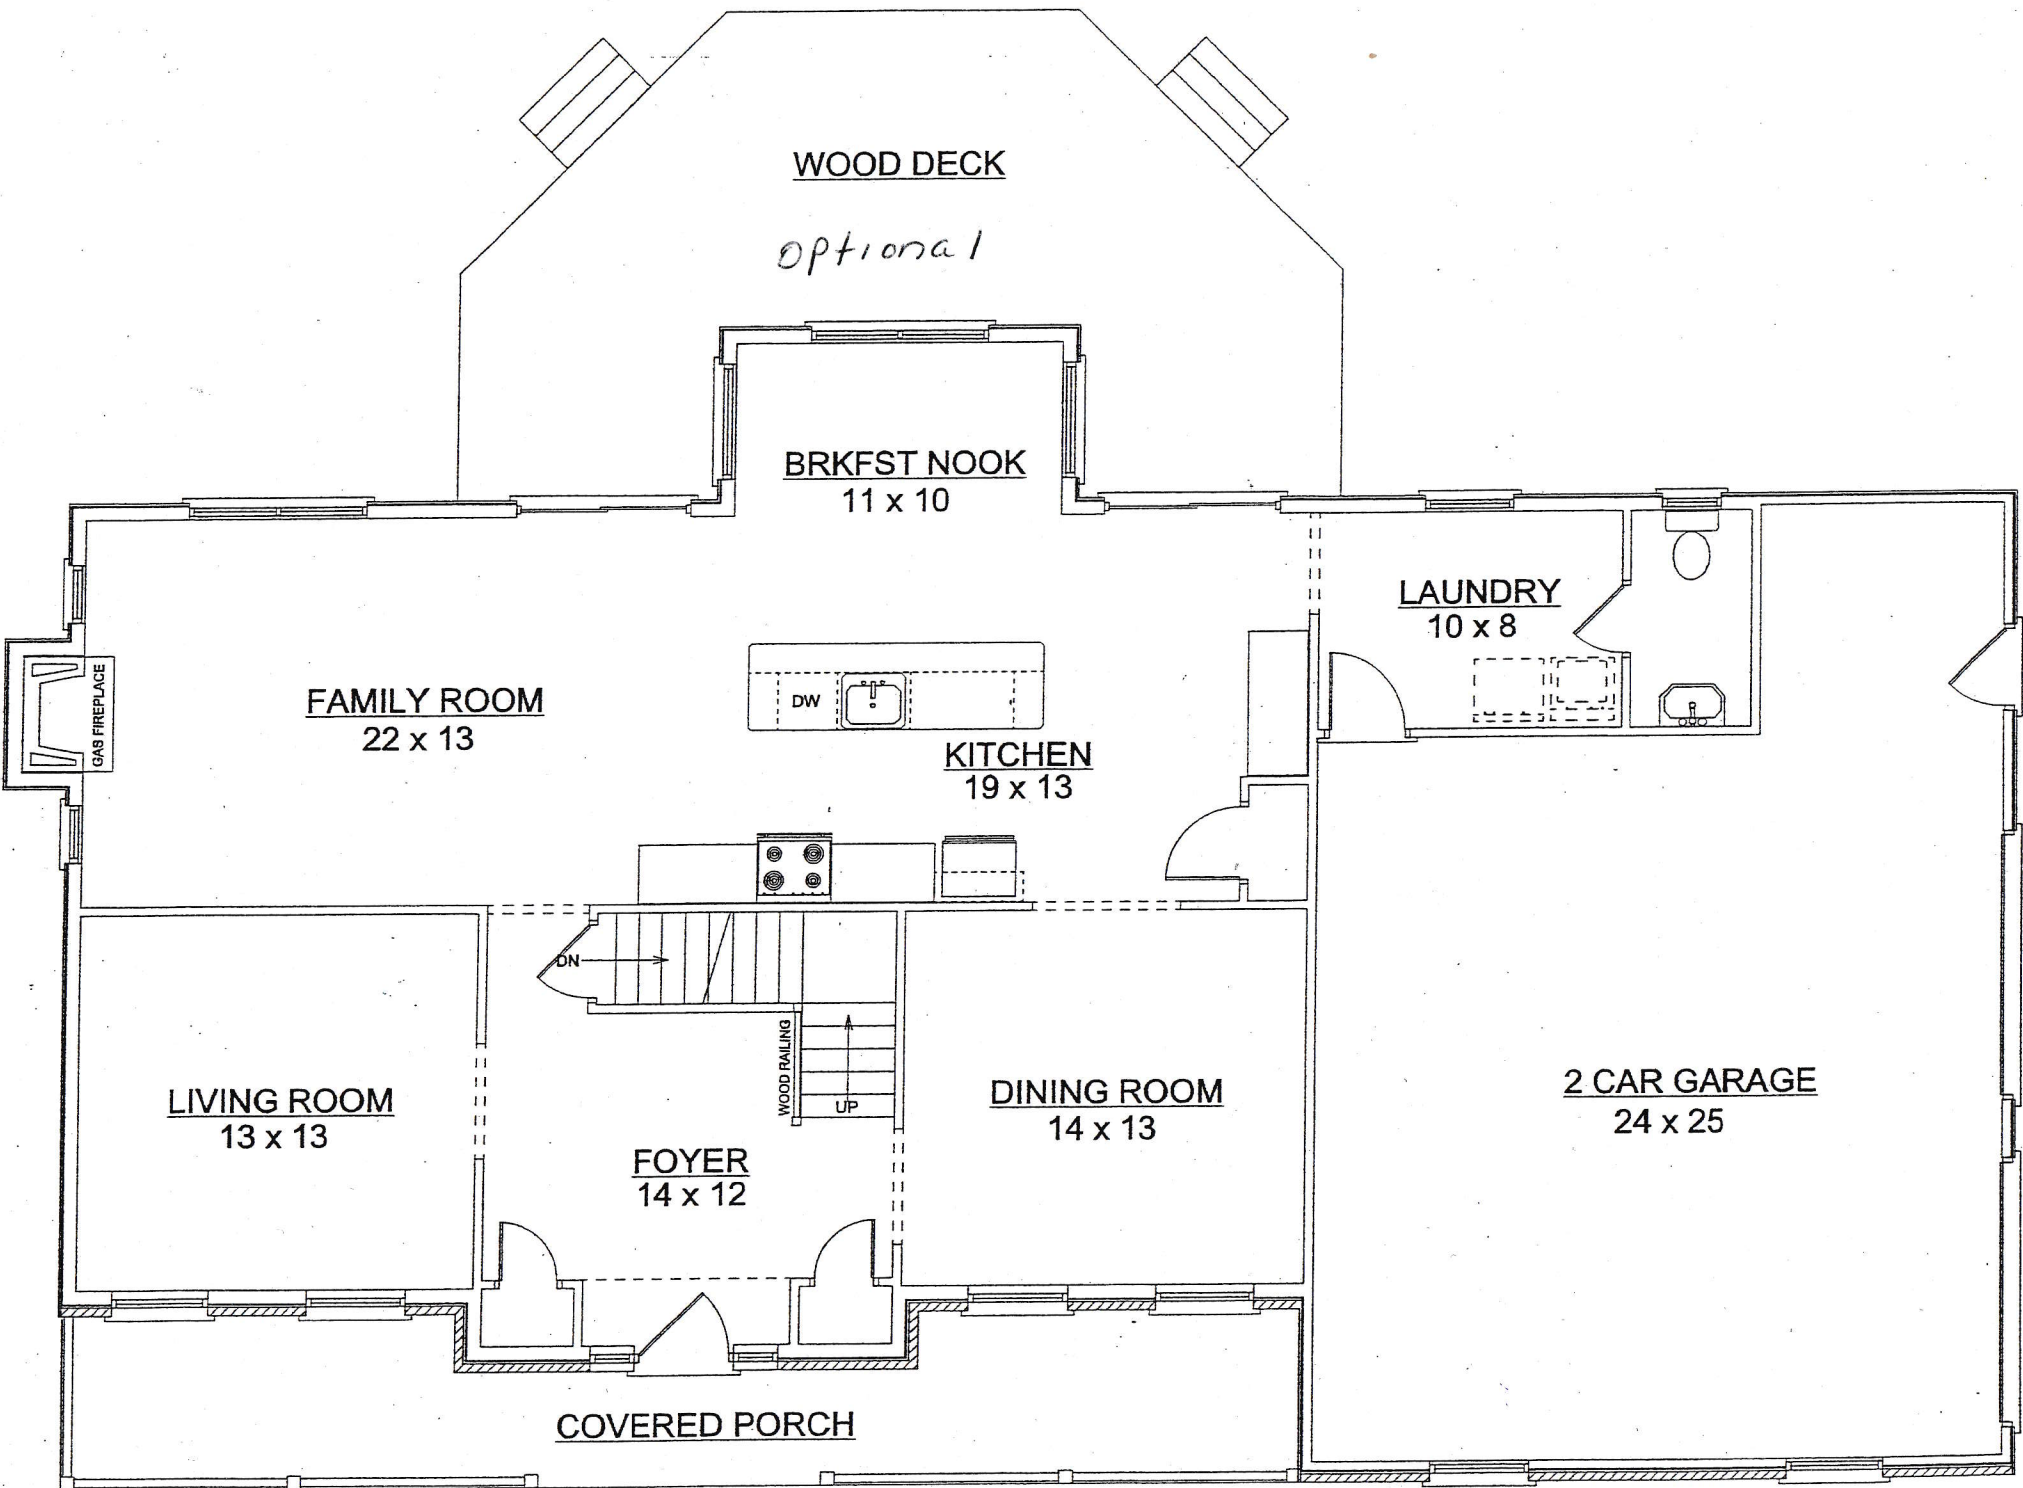 WOOD DECK
optional
BRKFST NOOK
11 x 10
LAUNDRY
10 x 8
GAS FIREPLACE
FAMILY ROOM
22 x 13
DW
KITCHEN
19 x 13
DN
WOOD RAILING
UP
LIVING ROOM
13 x 13
FOYER
14 x 12
DINING ROOM
14 x 13
2 CAR GARAGE
24 x 25
COVERED PORCH